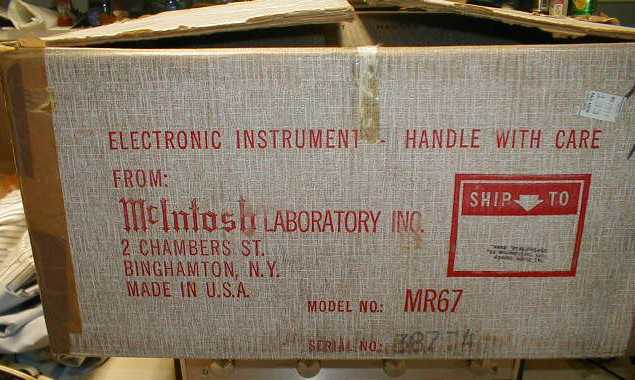 ELECTRONIC INSTRUMENT - HANDLE WITH CARE
FROM:
McIntosh LABORATORY INC.
2 CHAMBERS ST.
BINGHAMTON, N.Y.
MADE IN U.S.A.
SHIP TO
MODEL NO.: MR67
SERIAL NO.: